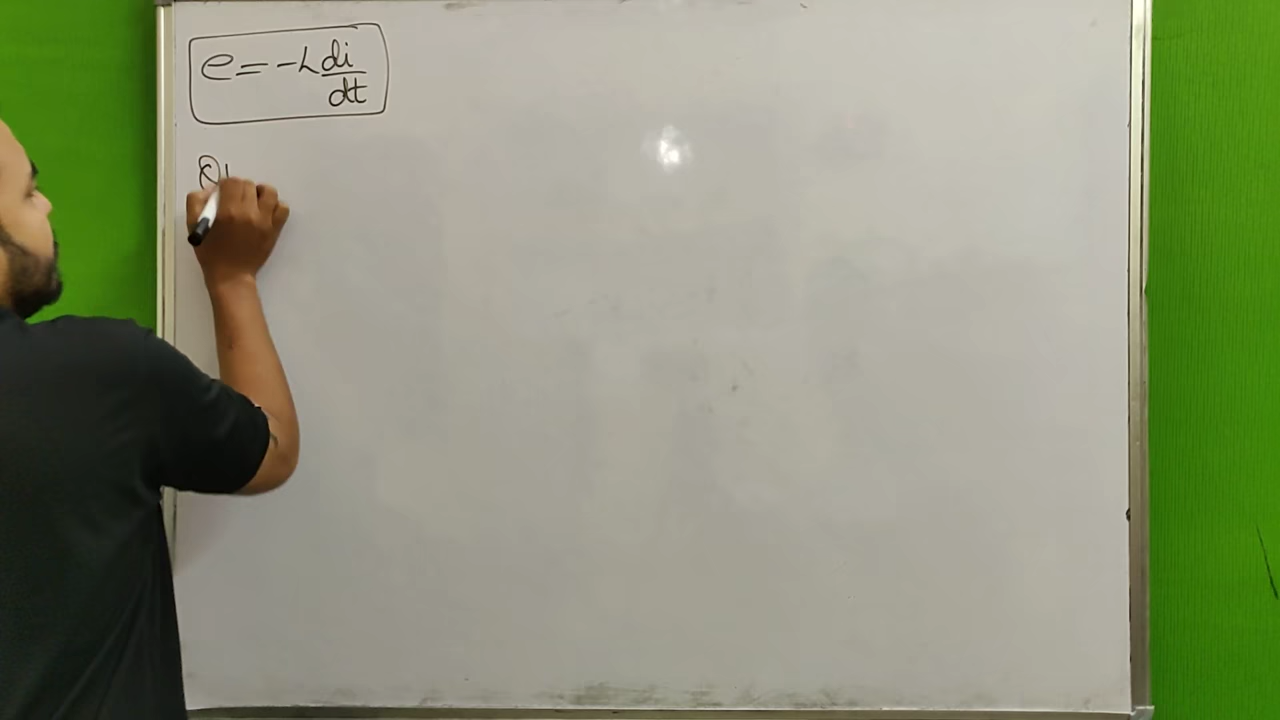 e = -L di/dt
Q